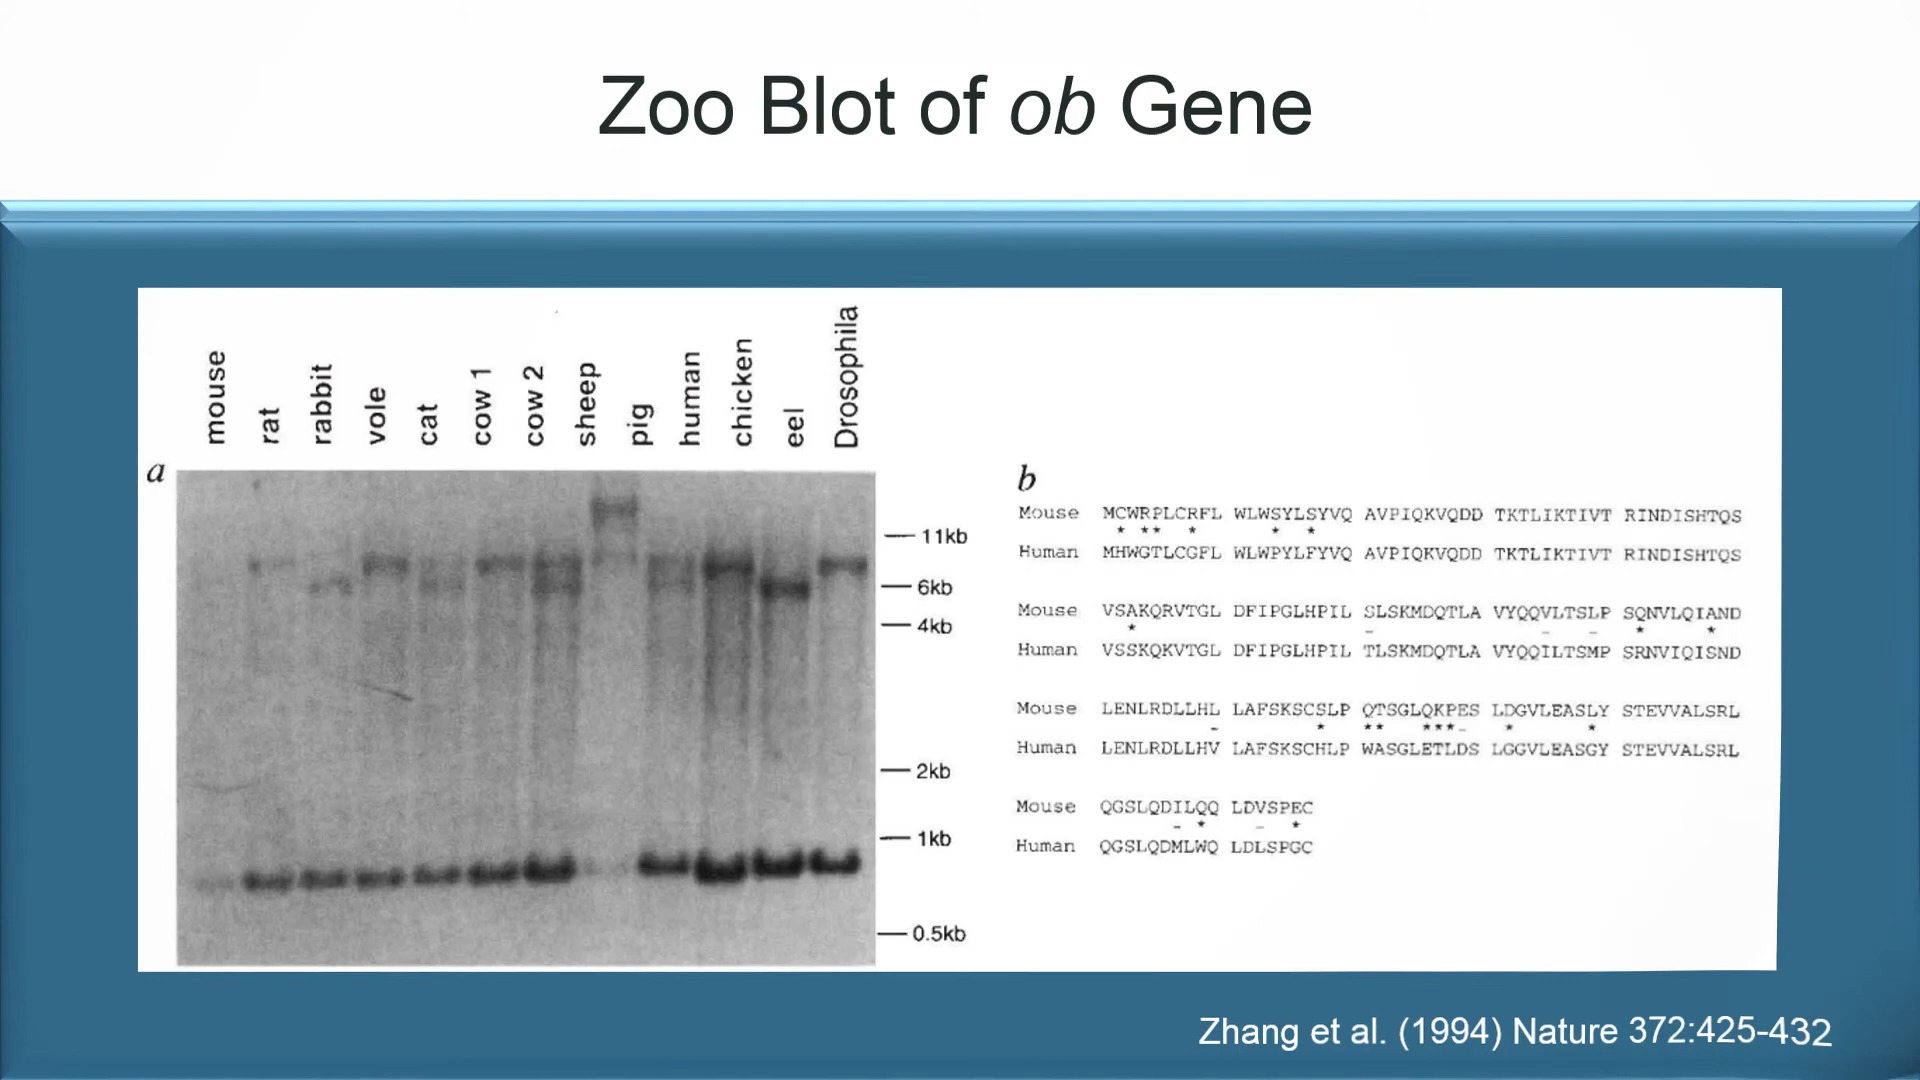 Zoo Blot of ob Gene
mouse
rat
rabbit
vole
cat
cow 1
cow 2
sheep
pig
human
chicken
eel
Drosophila
a
11kb
6kb
4kb
2kb
1kb
0.5kb
b
Mouse MCWRPLCRFL WLWSYLSYVQ AVPIQKVQDD TKTLIKTIVT RINDISHTQS
* ** * * *
Human MHWGTLCGFL WLWPYLFYVQ AVPIQKVQDD TKTLIKTIVT RINDISHTQS
Mouse VSAKQRVTGL DFIPGLHPIL SLSKMDQTLA VYQQVLTSLP SQNVLQIAND
* – – – * *
Human VSSKQKVTGL DFIPGLHPIL TLSKMDQTLA VYQQILTSMP SRNVIQISND
Mouse LENLRDLLHL LAFSKSCSLP QTSGLQKPES LDGVLEASLY STEVVALSRL
– * ** ***– * *
Human LENLRDLLHV LAFSKSCHLP WASGLETLDS LGGVLEASGY STEVVALSRL
Mouse QGSLQDILQQ LDVSPEC
– * – *
Human QGSLQDMLWQ LDLSPGC
Zhang et al. (1994) Nature 372:425-432